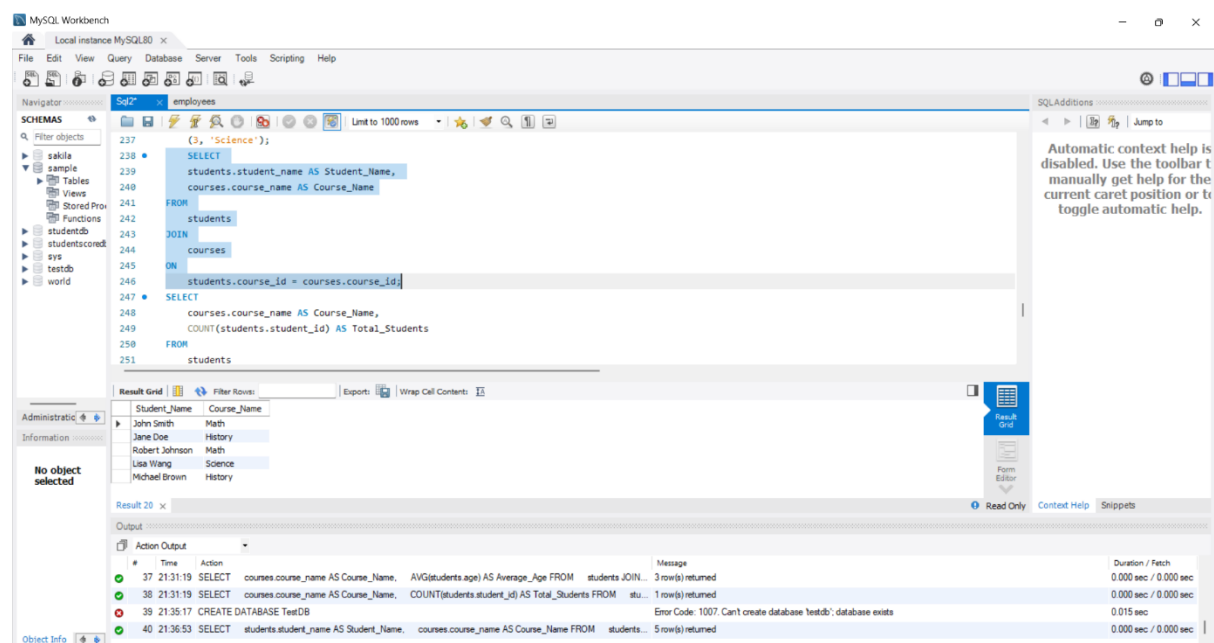 MySQL Workbench
Local instance MySQL80 ×
File Edit View Query Database Server Tools Scripting Help
Navigator
SCHEMAS
Filter objects
sakila
sample
Tables
Views
Stored Pro
Functions
studentdb
studentscoredb
sys
testdb
world
Administratic
Information
No object
selected
Object Info
Sql2* × employees
Limit to 1000 rows
237 (3, 'Science');
238 SELECT
239 students.student_name AS Student_Name,
240 courses.course_name AS Course_Name
241 FROM
242 students
243 JOIN
244 courses
245 ON
246 students.course_id = courses.course_id;
247 SELECT
248 courses.course_name AS Course_Name,
249 COUNT(students.student_id) AS Total_Students
250 FROM
251 students
Result Grid Filter Rows: Export: Wrap Cell Content:
Student_Name Course_Name
John Smith Math
Jane Doe History
Robert Johnson Math
Lisa Wang Science
Michael Brown History
Result
Grid
Form
Editor
Result 20 × Read Only
Output
Action Output
# Time Action Message Duration / Fetch
37 21:31:19 SELECT courses.course_name AS Course_Name, AVG(students.age) AS Average_Age FROM students JOIN... 3 row(s) returned 0.000 sec / 0.000 sec
38 21:31:19 SELECT courses.course_name AS Course_Name, COUNT(students.student_id) AS Total_Students FROM stu... 1 row(s) returned 0.000 sec / 0.000 sec
39 21:35:17 CREATE DATABASE TestDB Error Code: 1007. Can't create database 'testdb'; database exists 0.015 sec
40 21:36:53 SELECT students.student_name AS Student_Name, courses.course_name AS Course_Name FROM students... 5 row(s) returned 0.000 sec / 0.000 sec
SQLAdditions
Jump to
Automatic context help is
disabled. Use the toolbar t
manually get help for the
current caret position or to
toggle automatic help.
Context Help Snippets